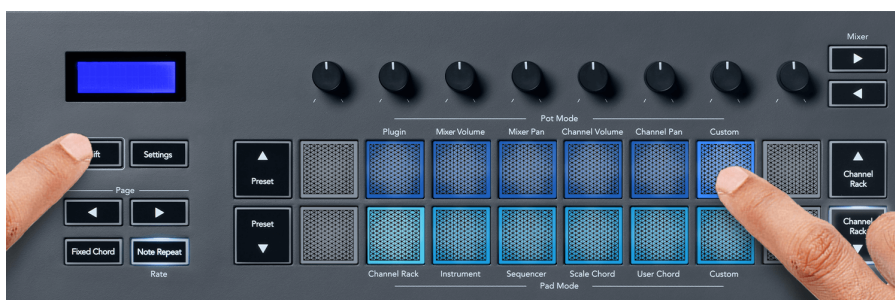 Mixer
Pot Mode
Plugin
Mixer Volume
Mixer Pan
Channel Volume
Channel Pan
Custom
Settings
Page
Preset
Channel
Rack
Preset
Channel
Rack
Fixed Chord
Note Repeat
Rate
Channel Rack
Instrument
Sequencer
Scale Chord
User Chord
Custom
Pad Mode